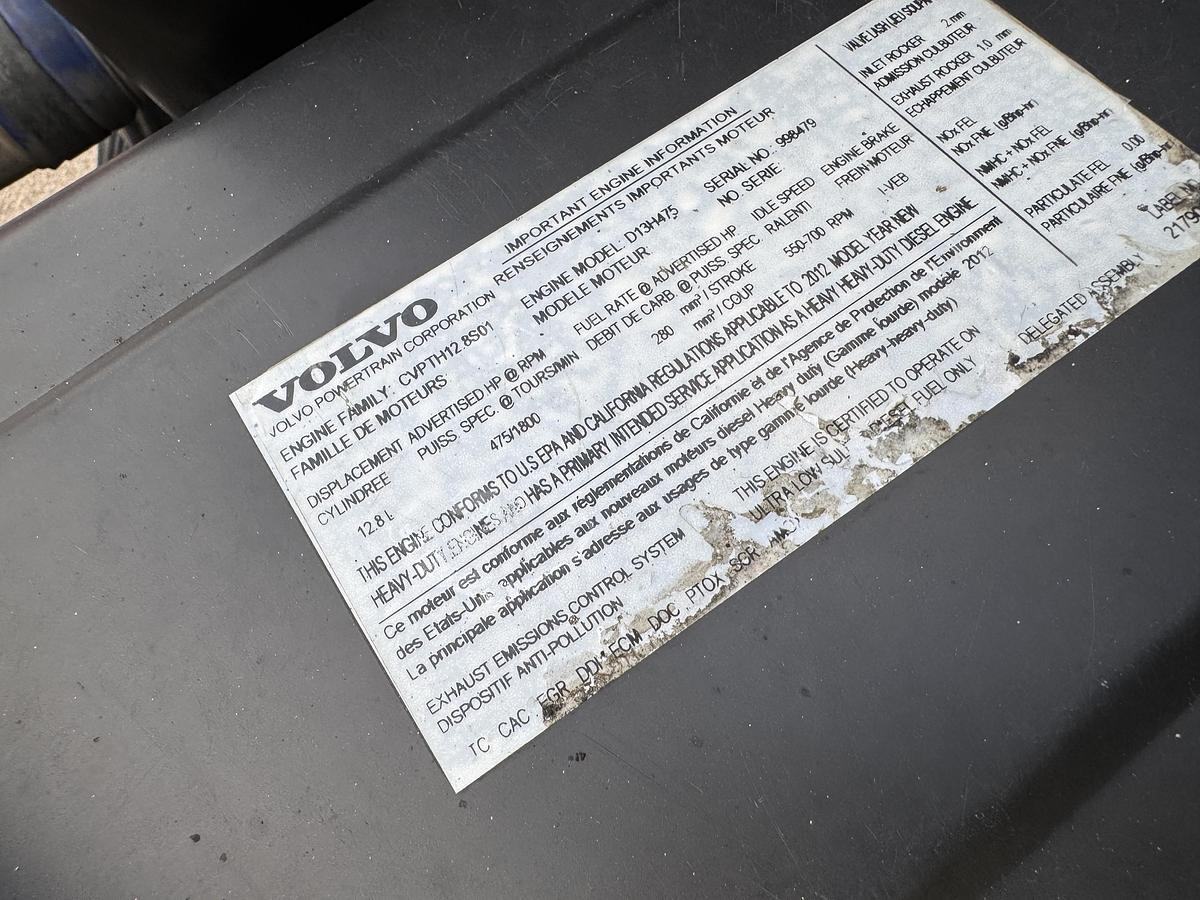 VOLVO
VOLVO POWERTRAIN CORPORATION
IMPORTANT ENGINE INFORMATION
RENSEIGNEMENTS IMPORTANTS MOTEUR
ENGINE FAMILY: CVPTH12.8S01
FAMILLE DE MOTEURS
ENGINE MODEL: D13H475
MODELE MOTEUR
SERIAL NO.: 998479
NO. SERIE
DISPLACEMENT
CYLINDREE
12.8 L
ADVERTISED HP @ RPM
PUISS. SPEC @ TOURS/MIN
475/1800
FUEL RATE @ ADVERTISED HP
DEBIT DE CARB @ PUISS. SPEC
280
mm³ / STROKE
mm³ / COUP
IDLE SPEED
RALENTI
550-700 RPM
ENGINE BRAKE
FREIN MOTEUR
I-VEB
THIS ENGINE CONFORMS TO U.S EPA AND CALIFORNIA REGULATIONS APPLICABLE TO 2012 MODEL YEAR NEW
HEAVY-DUTY ENGINES AND HAS A PRIMARY INTENDED SERVICE APPLICATION AS A HEAVY HEAVY-DUTY DIESEL ENGINE
Ce moteur est conforme aux réglementations de Californie et de l'Agence de Protection de l'Environment
des Etats-Unis applicables aux nouveaux moteurs diesel Heavy duty (Gamme lourde) modèle 2012
La principale application s'adresse aux usages de type gamme lourde (Heavy-heavy-duty)
EXHAUST EMISSIONS CONTROL SYSTEM
DISPOSITIF ANTI-POLLUTION
TC CAC EGR DDI ECM DOC PTOX SCR
THIS ENGINE IS CERTIFIED TO OPERATE ON
ULTRA LOW SUL DIESEL FUEL ONLY
DELEGATED ASSEMBLY
VALVE LASH
INLET ROCKER
ADMISSION CULBUTEUR
2 mm
EXHAUST ROCKER 1.0 mm
ECHAPPEMENT CULBUTEUR
NOx FEL
NOx FNE (g/Bhp-hr)
NMHC + NOx FEL
NMHC + NOx FNE (g/Bhp-hr)
PARTICULATE FEL 0.00
PARTICULAIRE FNE (g/Bhp-hr)
LABEL